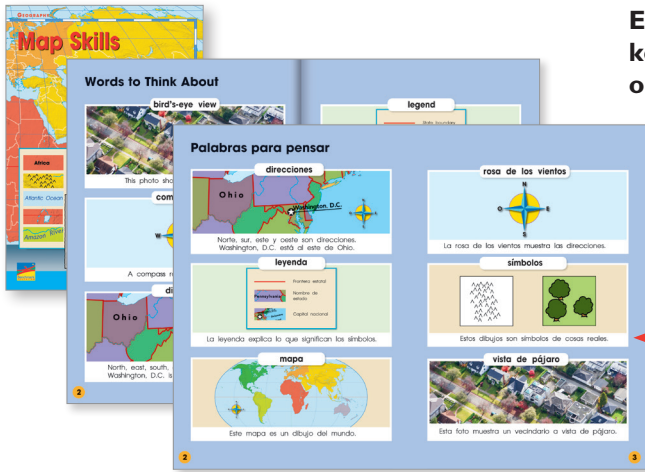 GEOGRAPHY
Map Skills
Africa
Atlantic Ocean
Amazon River
Words to Think About
bird's-eye view
This photo sho
com
W
A compass r
di
Ohio
North, east, south,
Washington, D.C. is
2
legend
State boundary
Palabras para pensar
direcciones
Ohio
Washington, D.C.
Norte, sur, este y oeste son direcciones.
Washington, D.C. está al este de Ohio.
leyenda
Frontera estatal
Pennsylvania
Nombre de
estado
Capital nacional
La leyenda explica lo que significan los símbolos.
mapa
Este mapa es un dibujo del mundo.
2
rosa de los vientos
N
O
E
S
La rosa de los vientos muestra las direcciones.
símbolos
Estos dibujos son símbolos de cosas reales.
vista de pájaro
Esta foto muestra un vecindario a vista de pájaro.
3
E
k
o